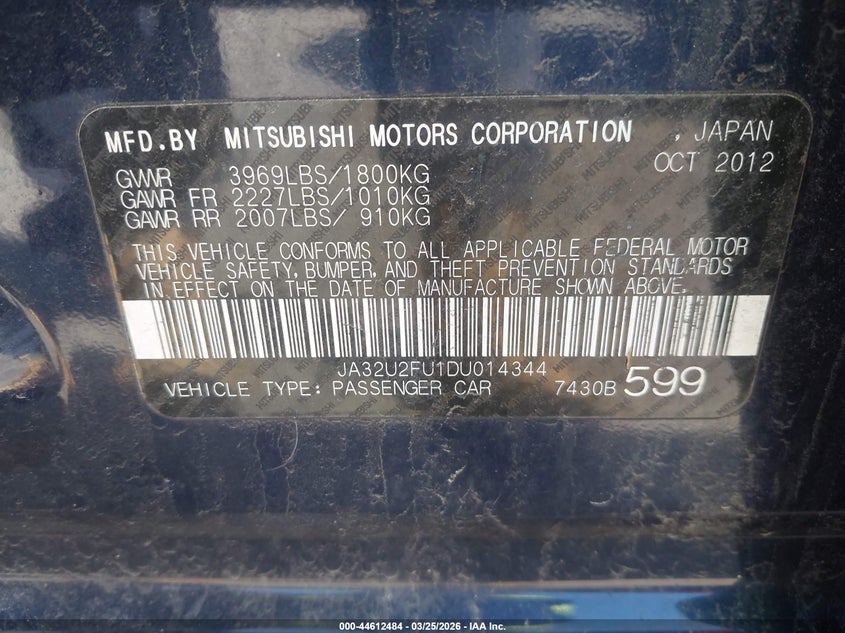 MFD.BY MITSUBISHI MOTORS CORPORATION , JAPAN
OCT 2012
GVWR 3969LBS/1800KG
GAWR FR 2227LBS/1010KG
GAWR RR 2007LBS/ 910KG
THIS VEHICLE CONFORMS TO ALL APPLICABLE FEDERAL MOTOR
VEHICLE SAFETY, BUMPER, AND THEFT PREVENTION STANDARDS
IN EFFECT ON THE DATE OF MANUFACTURE SHOWN ABOVE.
JA32U2FU1DU014344
VEHICLE TYPE: PASSENGER CAR 7430B 599
000-44612484 - 03/25/2026 - IAA Inc.